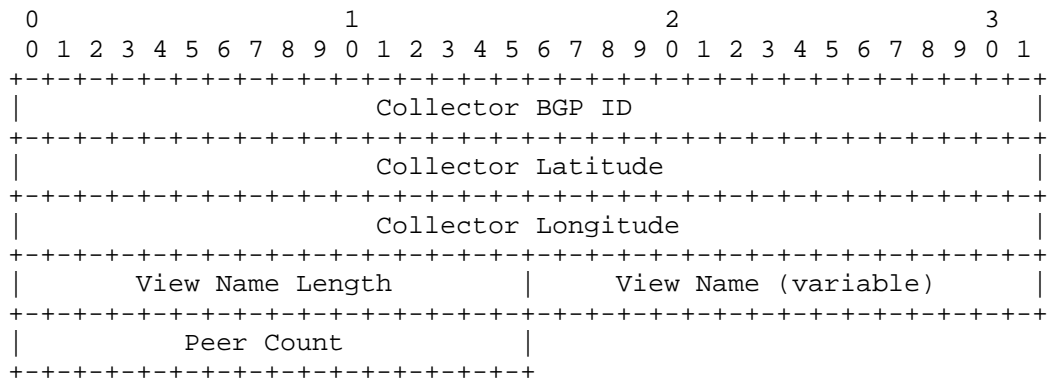 0                   1                   2                   3
0 1 2 3 4 5 6 7 8 9 0 1 2 3 4 5 6 7 8 9 0 1 2 3 4 5 6 7 8 9 0 1
+-+-+-+-+-+-+-+-+-+-+-+-+-+-+-+-+-+-+-+-+-+-+-+-+-+-+-+-+-+-+-+-+
|                      Collector BGP ID                         |
+-+-+-+-+-+-+-+-+-+-+-+-+-+-+-+-+-+-+-+-+-+-+-+-+-+-+-+-+-+-+-+-+
|                      Collector Latitude                       |
+-+-+-+-+-+-+-+-+-+-+-+-+-+-+-+-+-+-+-+-+-+-+-+-+-+-+-+-+-+-+-+-+
|                      Collector Longitude                      |
+-+-+-+-+-+-+-+-+-+-+-+-+-+-+-+-+-+-+-+-+-+-+-+-+-+-+-+-+-+-+-+-+
|       View Name Length        |     View Name (variable)      |
+-+-+-+-+-+-+-+-+-+-+-+-+-+-+-+-+-+-+-+-+-+-+-+-+-+-+-+-+-+-+-+-+
|          Peer Count           |
+-+-+-+-+-+-+-+-+-+-+-+-+-+-+-+-+